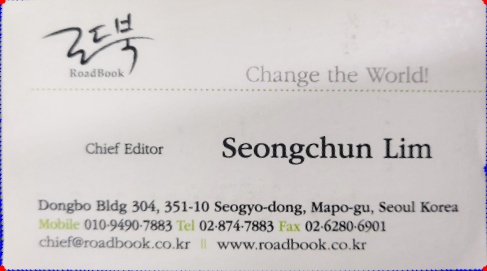 로드북
RoadBook
Change the World!
Chief Editor
Seongchun Lim
Dongbo Bldg 304, 351-10 Seogyo-dong, Mapo-gu, Seoul Korea
Mobile 010·9490·7883 Tel 02·874·7883 Fax 02·6280·6901
chief@roadbook.co.kr || www.roadbook.co.kr